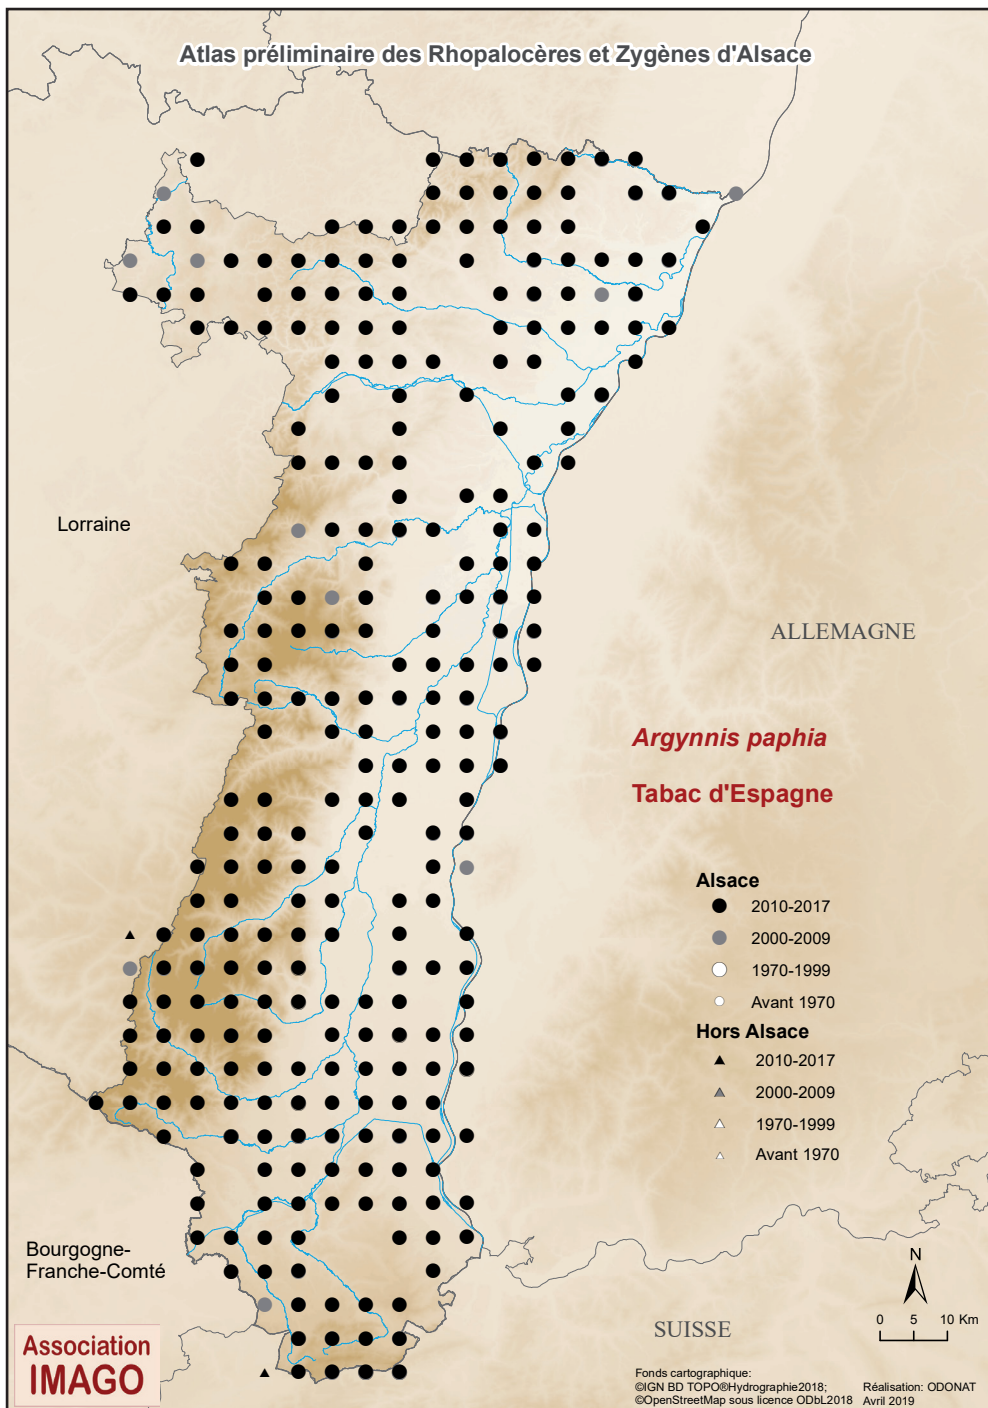 Atlas préliminaire des Rhopalocères et Zygènes d'Alsace
Lorraine
ALLEMAGNE
Argynnis paphia
Tabac d'Espagne
Alsace
2010-2017
2000-2009
1970-1999
Avant 1970
Hors Alsace
2010-2017
2000-2009
1970-1999
Avant 1970
Bourgogne-
Franche-Comté
N
0 5 10 Km
SUISSE
Association
IMAGO
Fonds cartographique:
©IGN BD TOPO®Hydrographie2018;
©OpenStreetMap sous licence ODbL2018
Réalisation: ODONAT
Avril 2019